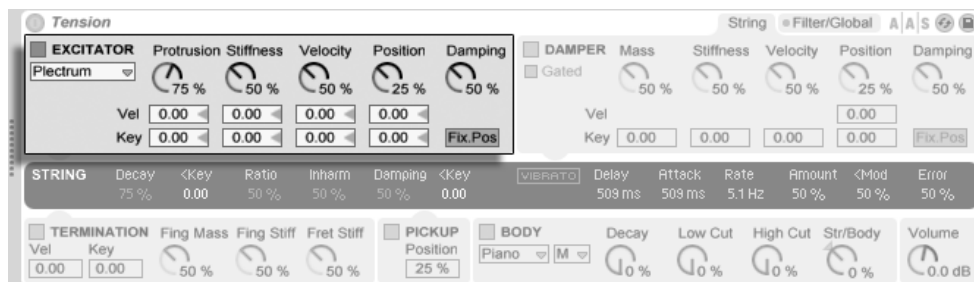 Tension String Filter/Global A A S
EXCITATOR Protrusion Stiffness Velocity Position Damping
Plectrum
75 % 50 % 50 % 25 % 50 %
Vel 0.00 0.00 0.00 0.00
Key 0.00 0.00 0.00 0.00 Fix.Pos
DAMPER Mass Stiffness Velocity Position Damping
Gated
50 % 50 % 50 % 25 % 50 %
Vel 0.00
Key 0.00 0.00 0.00 0.00 Fix.Pos
STRING Decay <Key Ratio Inharm Damping <Key VIBRATO Delay Attack Rate Amount <Mod Error
75 % 0.00 50 % 50 % 50 % 0.00 509 ms 509 ms 5.1 Hz 50 % 50 % 50 %
TERMINATION Fing Mass Fing Stiff Fret Stiff
Vel Key
0.00 0.00 50 % 50 % 50 %
PICKUP
Position
25 %
BODY Decay Low Cut High Cut Str/Body Volume
Piano M
0 % 0 % 0 % 0 % 0.0 dB